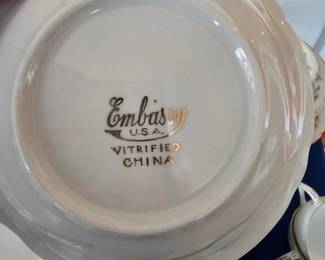 Embassy
U.S.A.
VITRIFIED
CHINA